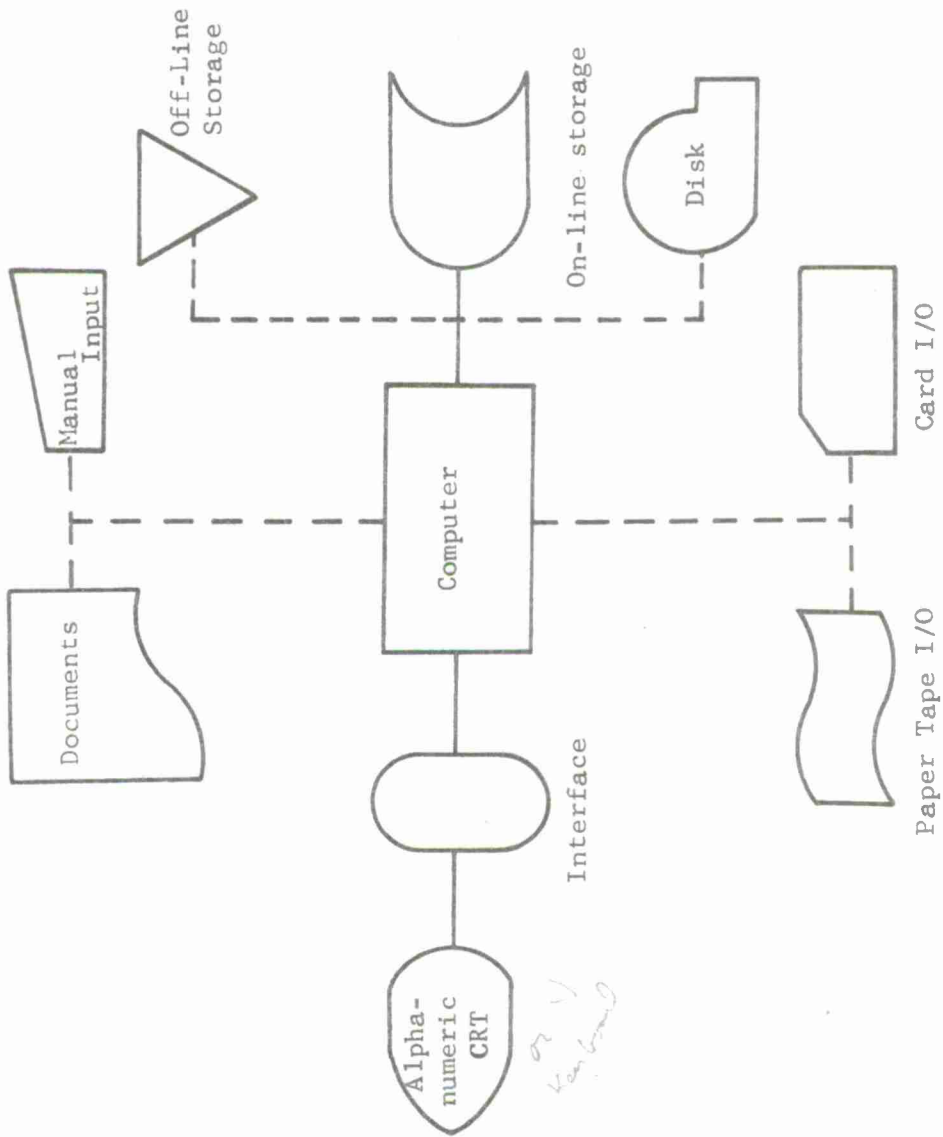 Documents
Manual
Input
Off-Line
Storage
Alpha-
numeric
CRT
Interface
Computer
On-line storage
Disk
Paper Tape I/O
Card I/O